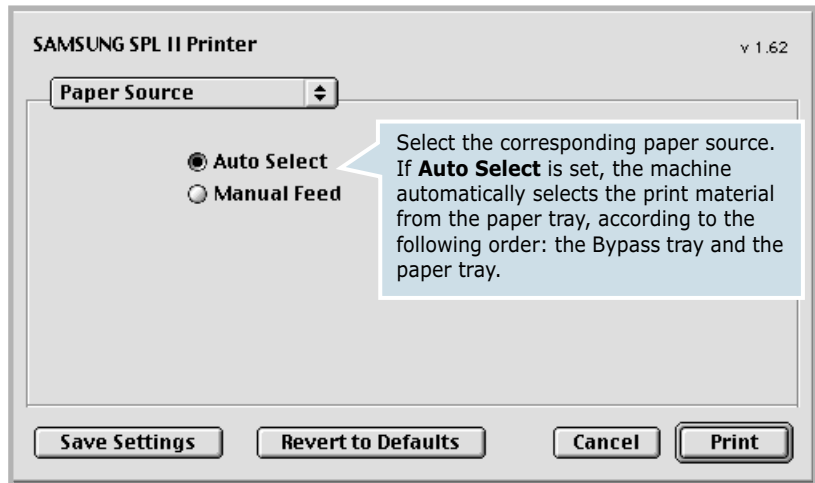 SAMSUNG SPL II Printer
v 1.62
Paper Source
Auto Select
Manual Feed
Select the corresponding paper source.
If Auto Select is set, the machine
automatically selects the print material
from the paper tray, according to the
following order: the Bypass tray and the
paper tray.
Save Settings
Revert to Defaults
Cancel
Print